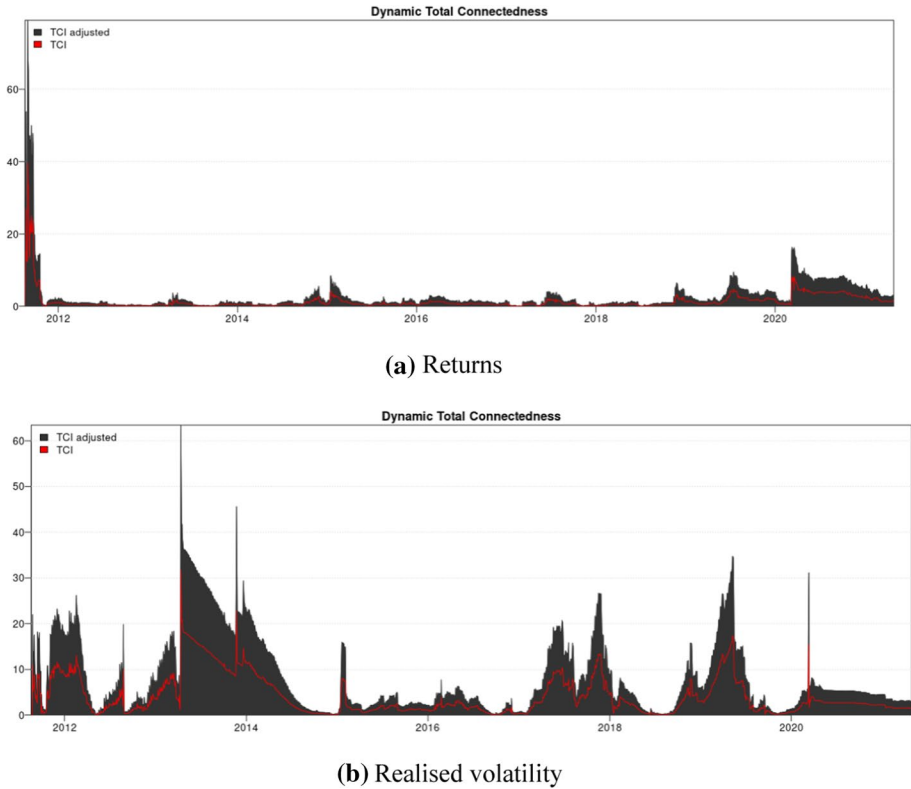 Dynamic Total Connectedness
TCI adjusted
TCI
60
40
20
0
2012 2014 2016 2018 2020
(a) Returns
Dynamic Total Connectedness
TCI adjusted
TCI
60
50
40
30
20
10
0
2012 2014 2016 2018 2020
(b) Realised volatility